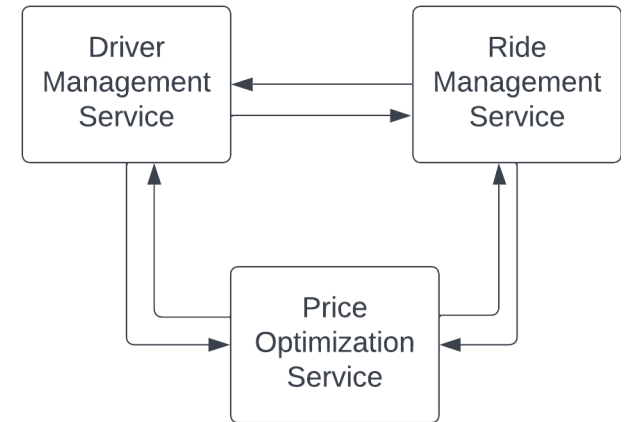 Driver
Management
Service
Ride
Management
Service
Price
Optimization
Service